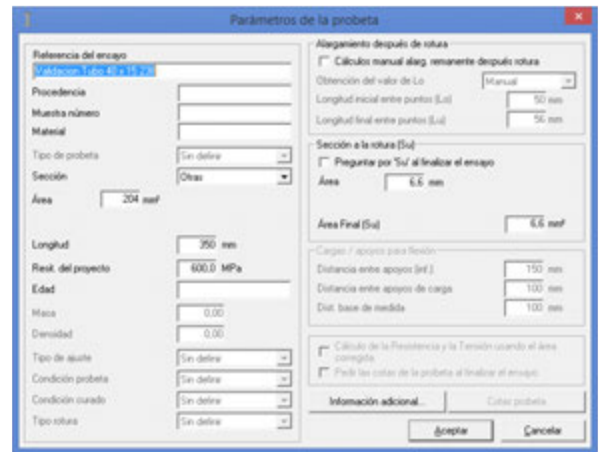 Parámetros de la probeta
Referencia del ensayo
Validacion Tubo 40 x 15 230
Procedencia
Muestra número
Material
Tipo de probeta Sin definir
Sección Otras
Área 204 mm²
Longitud 350 mm
Resit. del proyecto 600,0 MPa
Edad
Masa 0,00
Densidad 0,00
Tipo de ajuste Sin definir
Condición probeta Sin definir
Condición curado Sin definir
Tipo rotura Sin definir
Alargamiento después de rotura
Cálculos manual alarg. remanente después rotura
Obtención del valor de Lo Manual
Longitud inicial entre puntos (Lo) 50 mm
Longitud final entre puntos (Lu) 56 mm
Sección a la rotura (Su)
Preguntar por 'Su' al finalizar el ensayo
Área 6,6 mm
Área Final (Su) 6,6 mm²
Cargas / apoyos para flexión
Distancia entre apoyos (inf.) 150 mm
Distancia entre apoyos de carga 100 mm
Dist. base de medida 100 mm
Cálculo de la Resistencia y la Tensión usando el área
corregida.
Pedir las cotas de la probeta al finalizar el ensayo.
Información adicional... Cotas probeta
Aceptar Cancelar